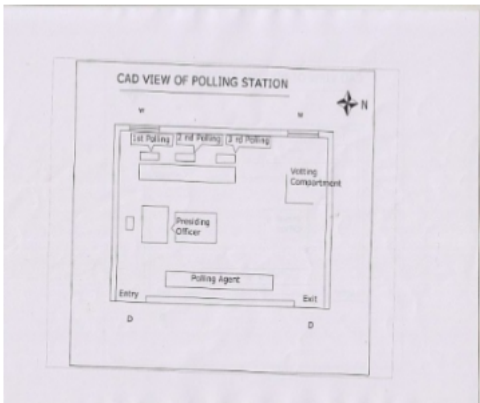 CAD VIEW OF POLLING STATION
N
W
W
1st Polling
2 nd Polling
3 rd Polling
Votting
Compartment
Presiding
Officer
Polling Agent
Entry
Exit
D
D